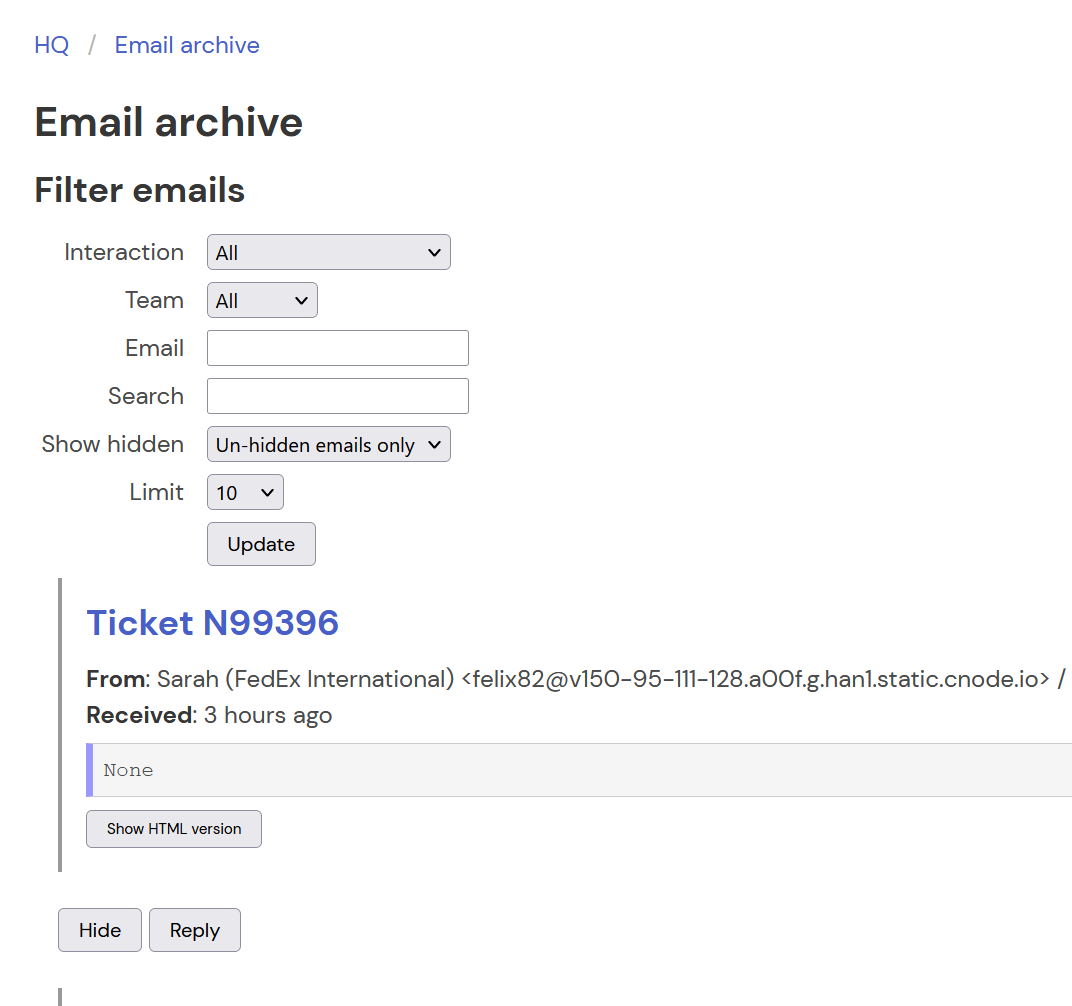 HQ / Email archive
Email archive
Filter emails
Interaction All
Team All
Email
Search
Show hidden Un-hidden emails only
Limit 10
Update
Ticket N99396
From: Sarah (FedEx International) <felix82@v150-95-111-128.a00f.g.han1.static.cnode.io> /
Received: 3 hours ago
None
Show HTML version
Hide Reply